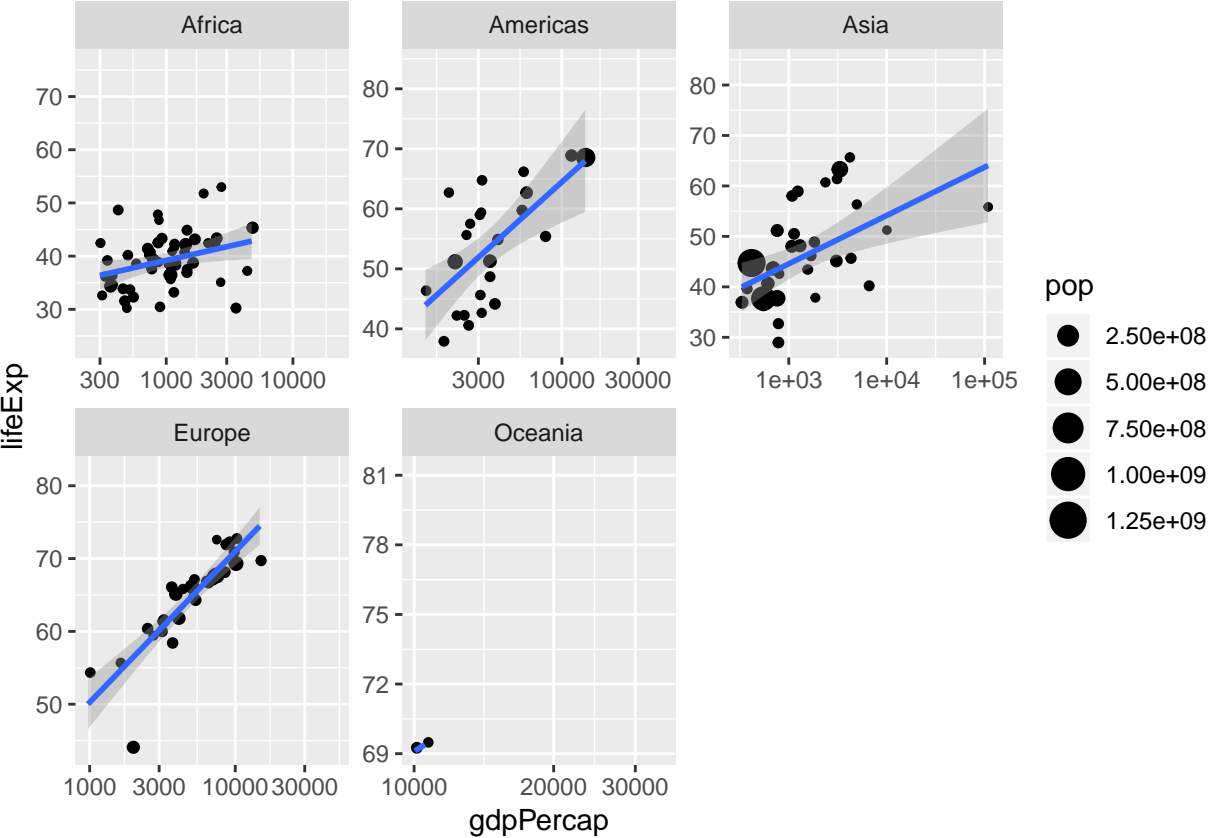 Africa
Americas
Asia
70
60
50
40
30
300 1000 3000 10000
80
70
60
50
40
3000 10000 30000
80
70
60
50
40
30
1e+03 1e+04 1e+05
lifeExp
Europe
Oceania
80
70
60
50
1000 3000 10000 30000
81
78
75
72
69
10000 20000 30000
gdpPercap
pop
2.50e+08
5.00e+08
7.50e+08
1.00e+09
1.25e+09